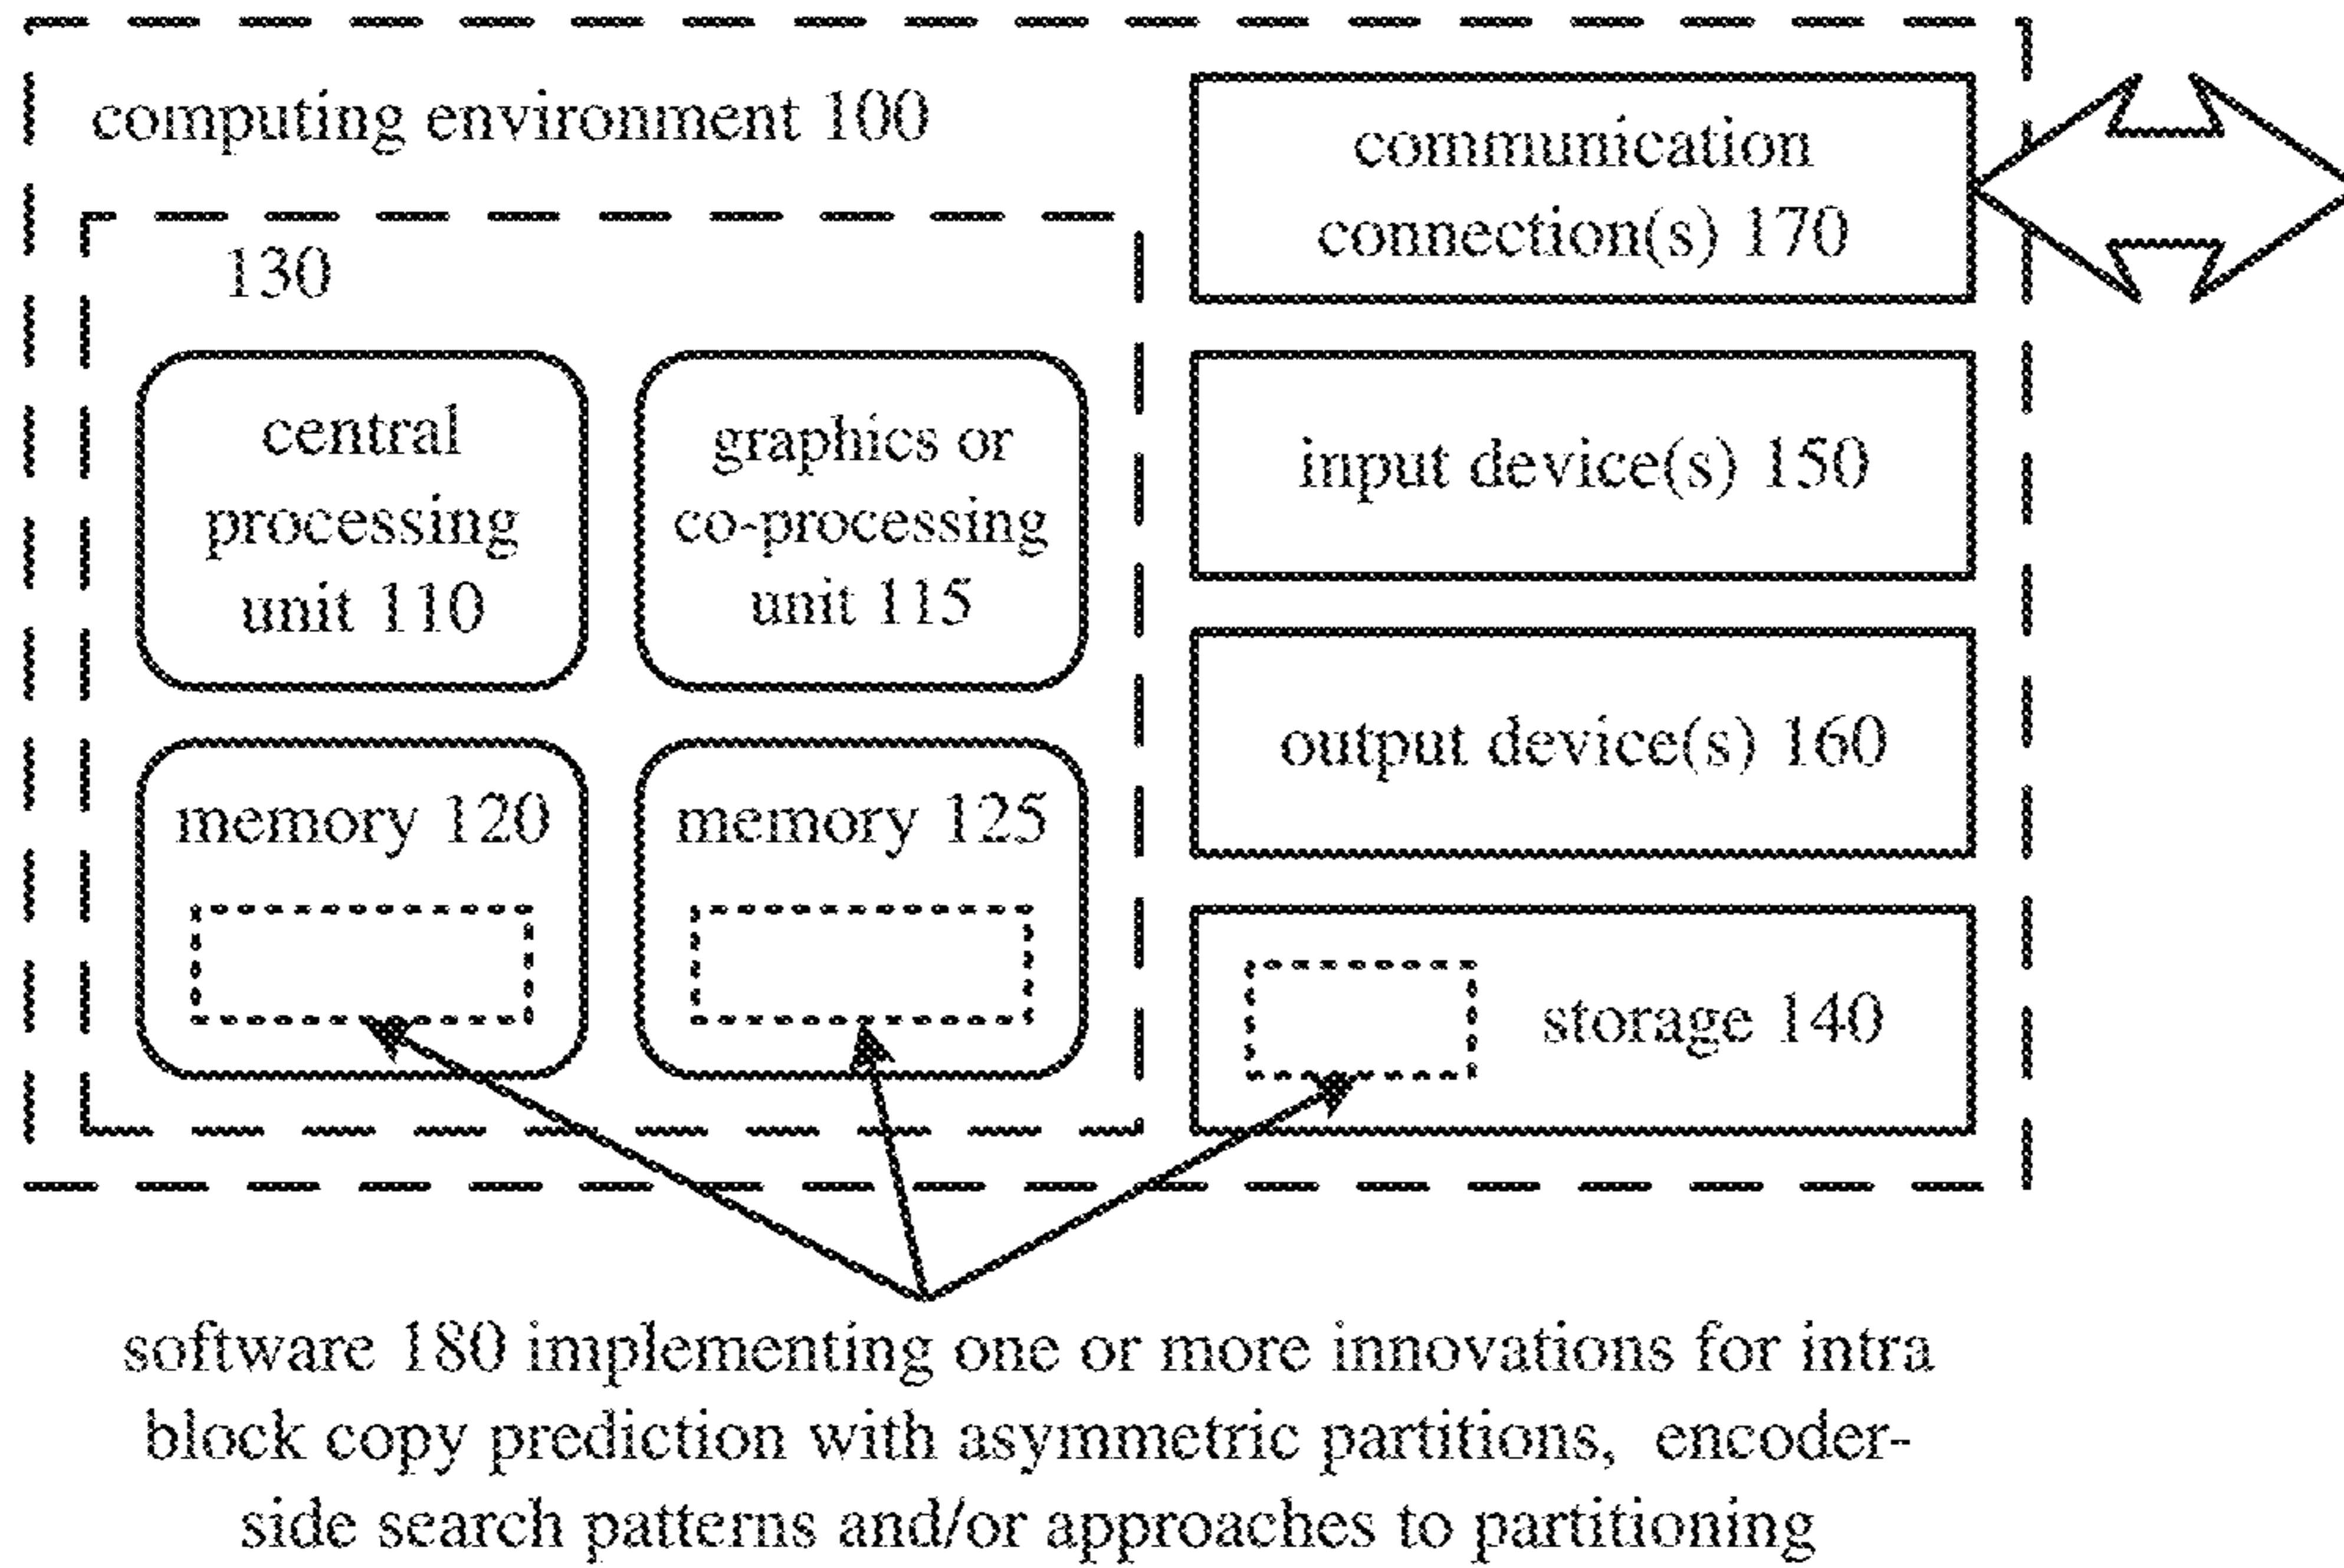 computing environment 100
130
central
processing
unit 110
graphics or
co-processing
unit 115
memory 120
memory 125
communication
connection(s) 170
input device(s) 150
output device(s) 160
storage 140
software 180 implementing one or more innovations for intra
block copy prediction with asymmetric partitions, encoder-
side search patterns and/or approaches to partitioning